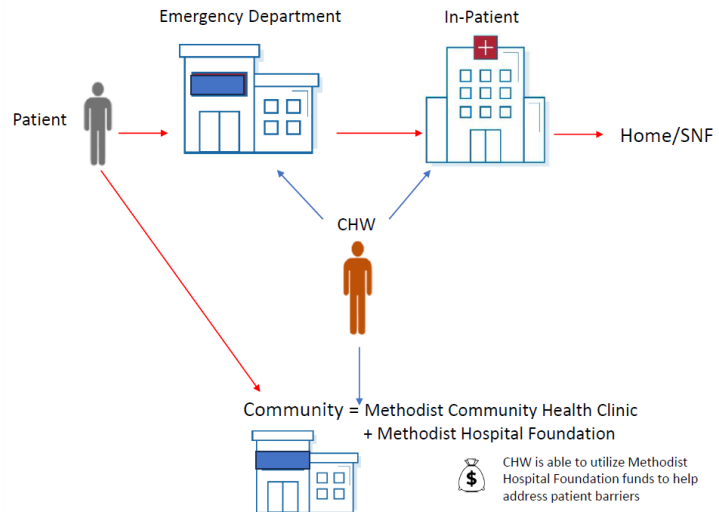 Emergency Department
In-Patient
Patient
Home/SNF
CHW
Community = Methodist Community Health Clinic
+ Methodist Hospital Foundation
$
CHW is able to utilize Methodist
Hospital Foundation funds to help
address patient barriers